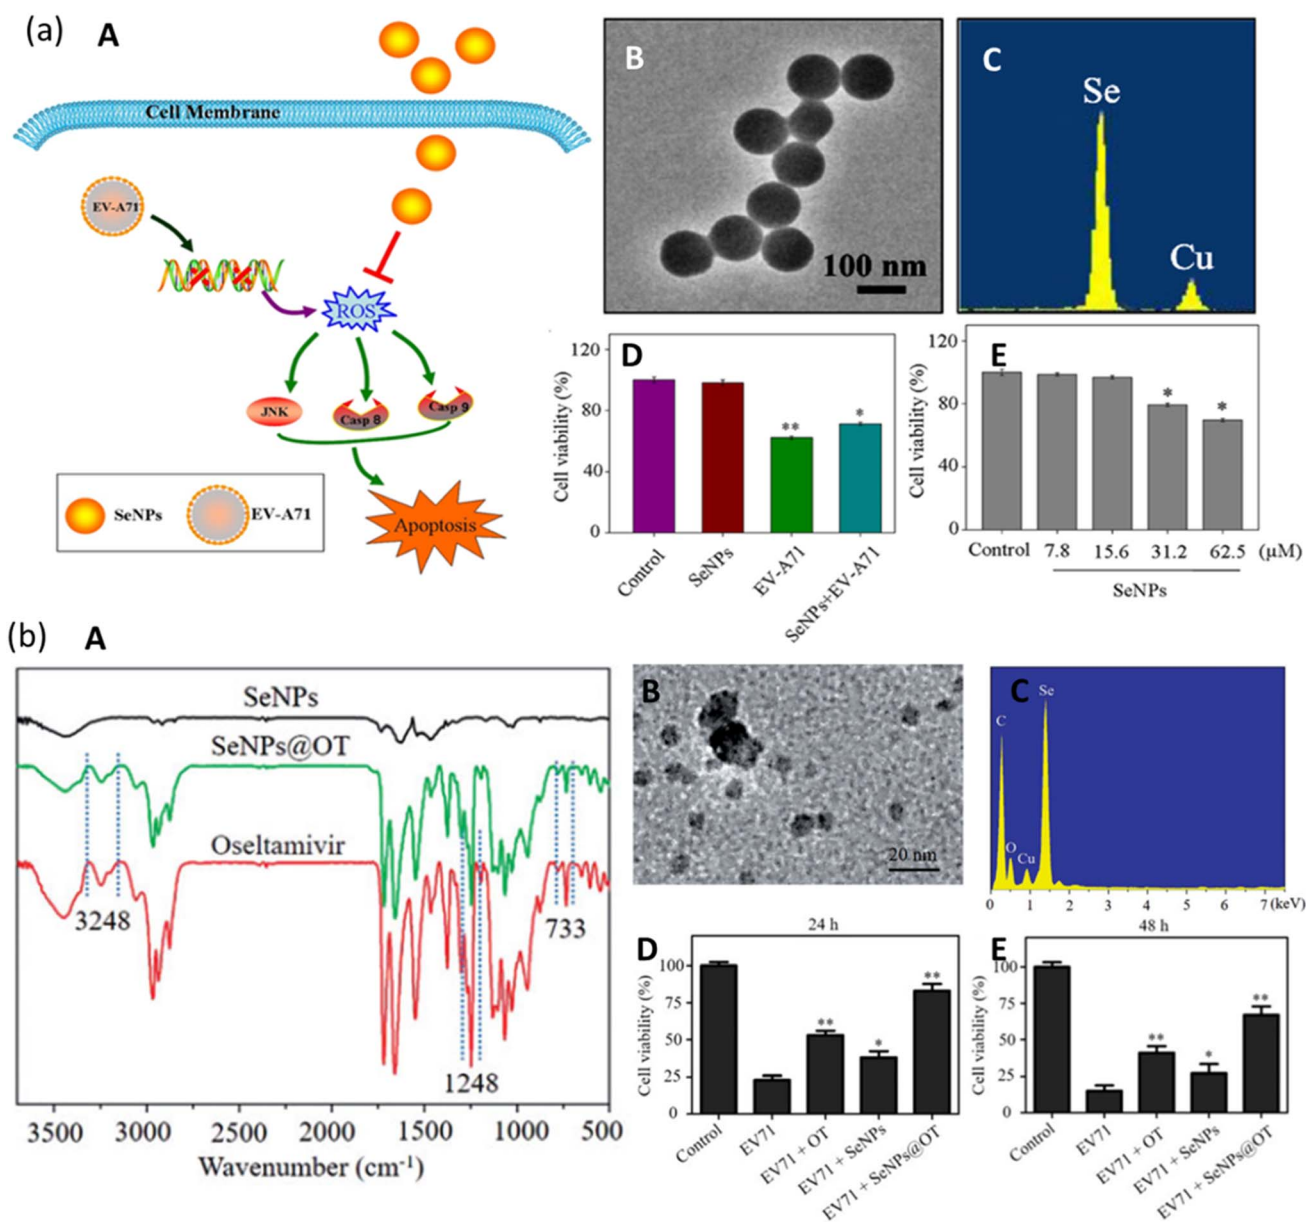 (a) A
Cell Membrane
EV-A71
ROS
JNK
Casp 8
Casp 9
Apoptosis
SeNPs
EV-A71
B
100 nm
C
Se
Cu
D
Cell viability (%)
120
80
40
0
**
*
Control
SeNPs
EV-A71
SeNPs+EV-A71
E
Cell viability (%)
120
80
40
0
*
*
Control 7.8 15.6 31.2 62.5 (µM)
SeNPs
(b) A
SeNPs
SeNPs@OT
Oseltamivir
3248
733
1248
3500 3000 2500 2000 1500 1000 500
Wavenumber (cm-1)
B
20 nm
C
Se
C
O
Cu
0 1 2 3 4 5 6 7 (keV)
24 h
D
Cell viability (%)
100
75
50
25
0
**
*
**
Control
EV71
EV71 + OT
EV71 + SeNPs
EV71 + SeNPs@OT
48 h
E
Cell viability (%)
100
75
50
25
0
**
*
**
Control
EV71
EV71 + OT
EV71 + SeNPs
EV71 + SeNPs@OT